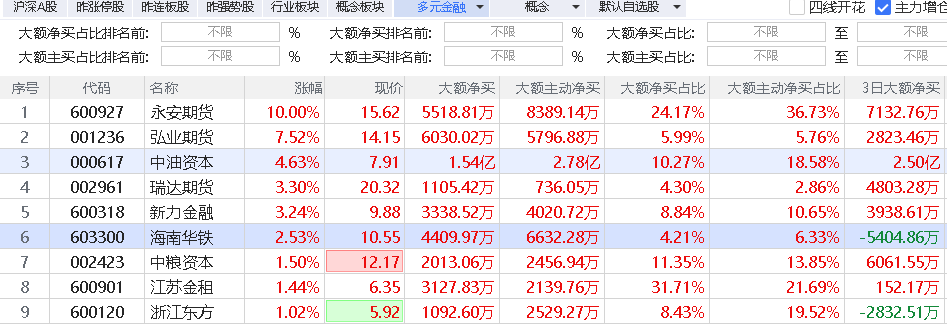 沪深A股 昨涨停股 昨连板股 昨强势股 行业板块 概念板块 多元金融 概念 默认自选股 四线开花 主力增仓
大额净买占比排名前: 不限 % 大额净买排名前: 不限 % 大额净买占比: 不限 至 不限
大额主买占比排名前: 不限 % 大额主买排名前: 不限 % 大额主买占比: 不限 至 不限
序号 代码 名称 涨幅 现价 大额净买 大额主动净买 大额净买占比 大额主动净买占比 3日大额净买
1 600927 永安期货 10.00% 15.62 5518.81万 8389.14万 24.17% 36.73% 7132.76万
2 001236 弘业期货 7.52% 14.15 6030.02万 5796.88万 5.99% 5.76% 2823.46万
3 000617 中油资本 4.63% 7.91 1.54亿 2.78亿 10.27% 18.58% 2.50亿
4 002961 瑞达期货 3.30% 20.32 1105.42万 736.05万 4.30% 2.86% 4803.28万
5 600318 新力金融 3.24% 9.88 3338.52万 4020.72万 8.84% 10.65% 3938.61万
6 603300 海南华铁 2.53% 10.55 4409.97万 6632.28万 4.21% 6.33% -5404.86万
7 002423 中粮资本 1.50% 12.17 2013.06万 2456.94万 11.35% 13.85% 6061.55万
8 600901 江苏金租 1.44% 6.35 3127.83万 2139.76万 31.71% 21.69% 152.17万
9 600120 浙江东方 1.02% 5.92 1092.60万 2529.27万 8.43% 19.52% -2832.51万